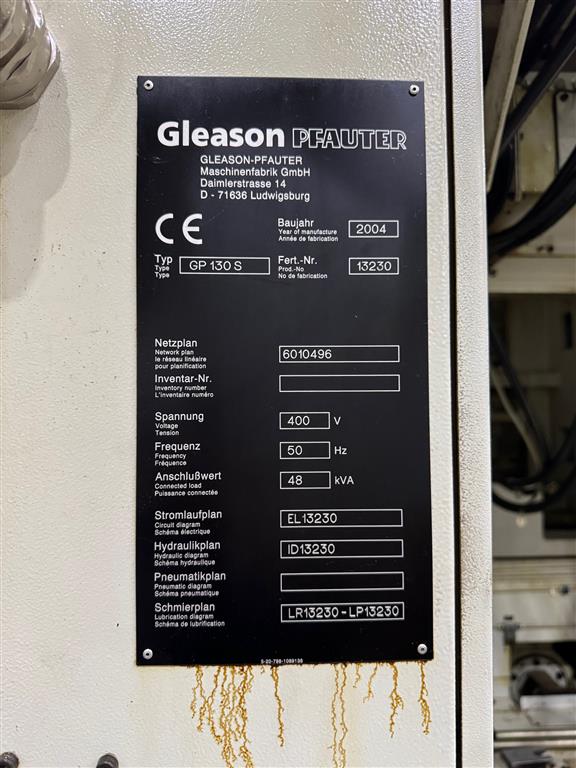 Gleason PFAUTER
GLEASON-PFAUTER
Maschinenfabrik GmbH
Daimlerstrasse 14
D - 71636 Ludwigsburg
CE
Baujahr
Year of manufacture
Année de fabrication
2004
Typ
Type
Type
GP 130 S
Fert.-Nr.
Prod.-No
No de fabrication
13230
Netzplan
Network plan
le réseau linéaire
pour planification
6010496
Inventar-Nr.
Inventory number
L'inventaire numéro
Spannung
Voltage
Tension
400 V
Frequenz
Frequency
Fréquence
50 Hz
Anschlußwert
Connected load
Puissance connectée
48 kVA
Stromlaufplan
Circuit diagram
Schéma électrique
EL13230
Hydraulikplan
Hydraulic diagram
Schéma hydraulique
ID13230
Pneumatikplan
Pneumatic diagram
Schéma pneumatique
Schmierplan
Lubrication diagram
Schéma de lubrification
LR13230-LP13230